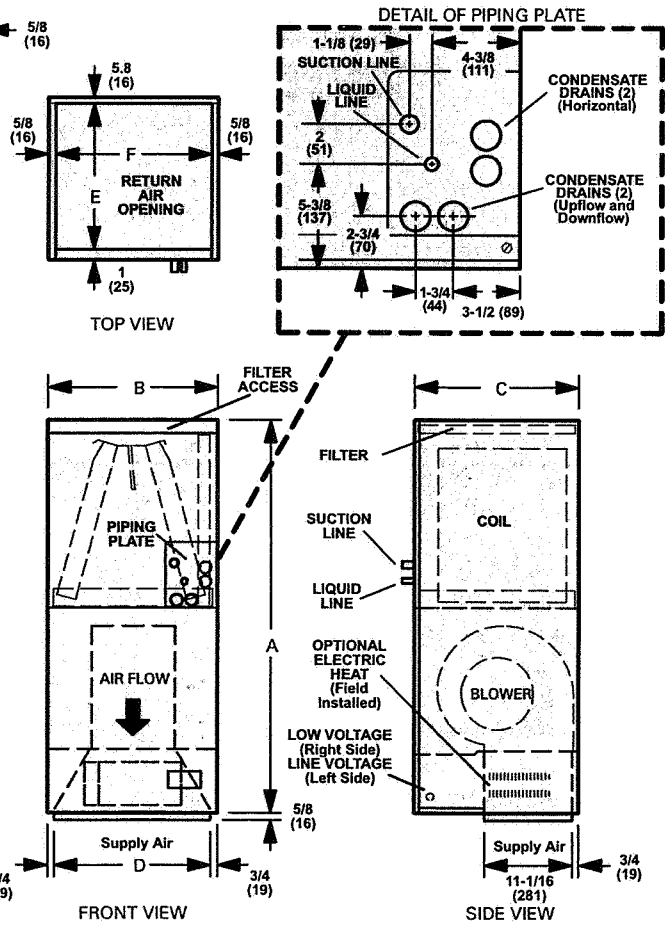 5/8
(16)
DETAIL OF PIPING PLATE
1-1/8 (29)
SUCTION LINE
LIQUID
LINE
4-3/8
(111)
CONDENSATE
DRAINS (2)
(Horizontal)
2
(51)
5-3/8
(137)
2-3/4
(70)
CONDENSATE
DRAINS (2)
(Upflow and
Downflow)
1-3/4
(44)
3-1/2 (89)
5.8
(16)
5/8
(16)
5/8
(16)
F
E
RETURN
AIR
OPENING
1
(25)
TOP VIEW
B
FILTER
ACCESS
PIPING
PLATE
A
AIR FLOW
5/8
(16)
Supply Air
D
3/4
(19)
FRONT VIEW
C
FILTER
COIL
SUCTION
LINE
LIQUID
LINE
OPTIONAL
ELECTRIC
HEAT
(Field
Installed)
BLOWER
LOW VOLTAGE
(Right Side)
LINE VOLTAGE
(Left Side)
Supply Air
11-1/16
(281)
3/4
(19)
SIDE VIEW